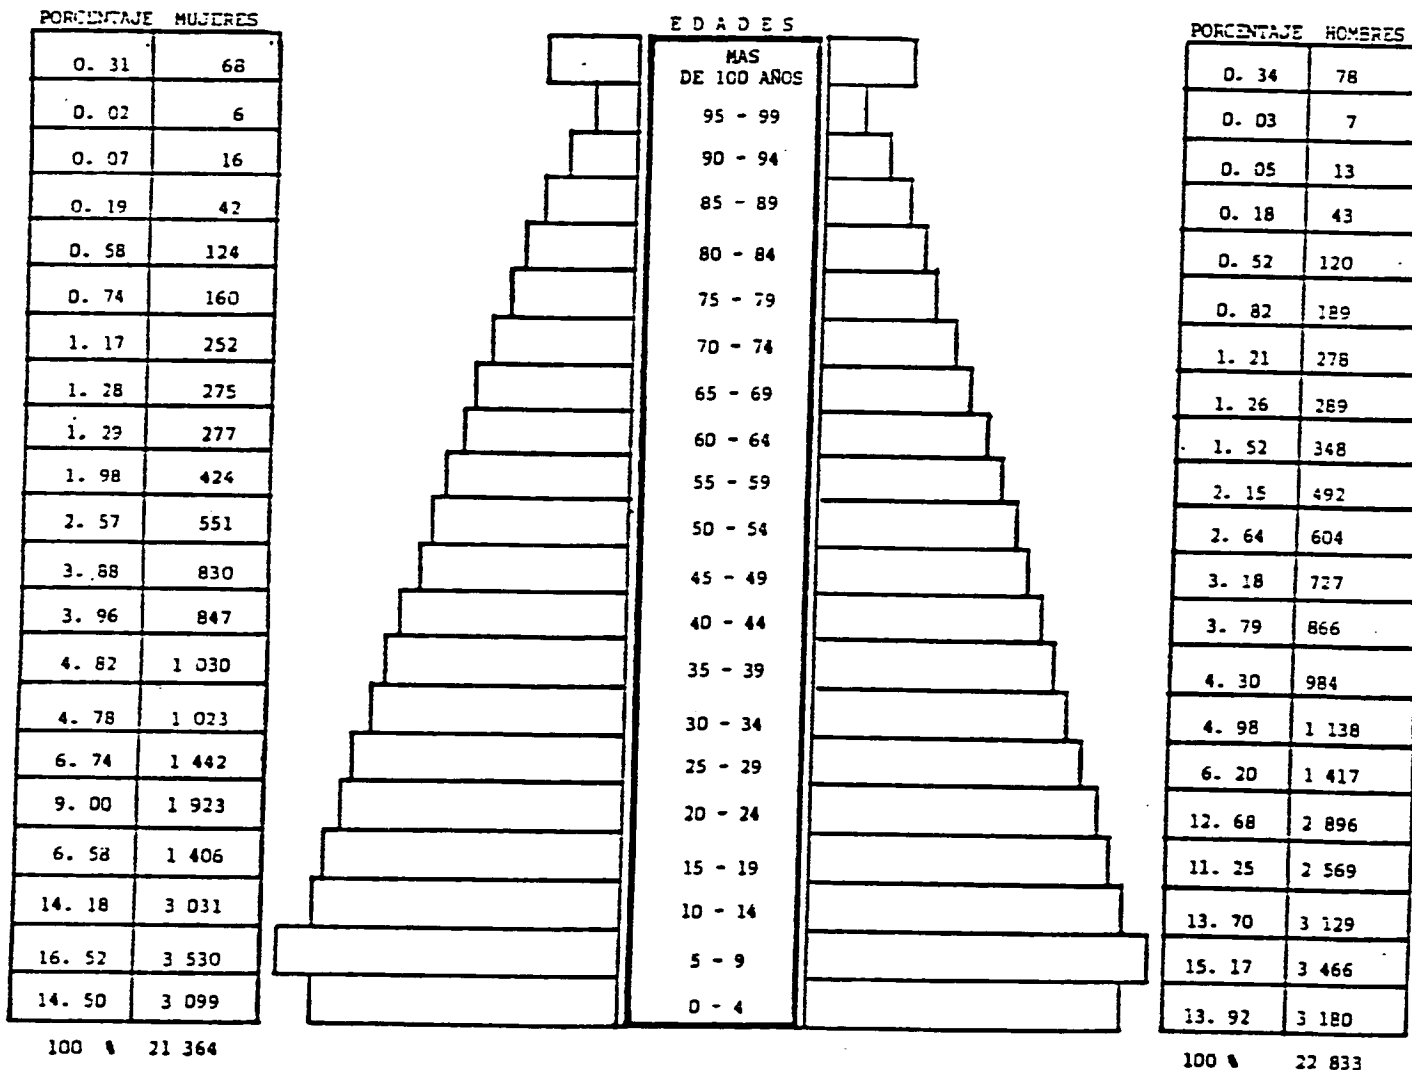 PORCENTAJE MUJERES
0. 31 68
0. 02 6
0. 07 16
0. 19 42
0. 58 124
0. 74 160
1. 17 252
1. 28 275
1. 29 277
1. 98 424
2. 57 551
3. 88 830
3. 96 847
4. 82 1 030
4. 78 1 023
6. 74 1 442
9. 00 1 923
6. 58 1 406
14. 18 3 031
16. 52 3 530
14. 50 3 099
100 % 21 364
E D A D E S
MAS
DE 100 AÑOS
95 - 99
90 - 94
85 - 89
80 - 84
75 - 79
70 - 74
65 - 69
60 - 64
55 - 59
50 - 54
45 - 49
40 - 44
35 - 39
30 - 34
25 - 29
20 - 24
15 - 19
10 - 14
5 - 9
0 - 4
PORCENTAJE HOMBRES
0. 34 78
0. 03 7
0. 05 13
0. 18 43
0. 52 120
0. 82 189
1. 21 278
1. 26 289
1. 52 348
2. 15 492
2. 64 604
3. 18 727
3. 79 866
4. 30 984
4. 98 1 138
6. 20 1 417
12. 68 2 896
11. 25 2 569
13. 70 3 129
15. 17 3 466
13. 92 3 180
100 % 22 833